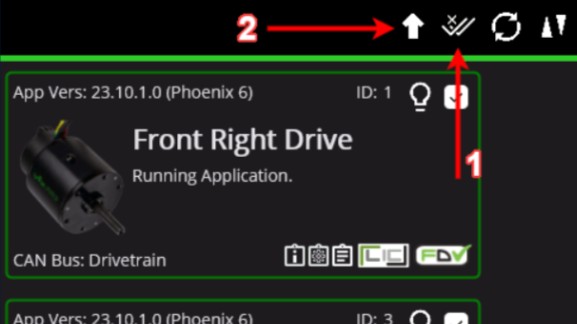 2
App Vers: 23.10.1.0 (Phoenix 6)
ID: 1
1
Front Right Drive
Running Application.
CAN Bus: Drivetrain
LIC
FDV
App Vers: 23.10.1.0 (Phoenix 6)
ID: 3